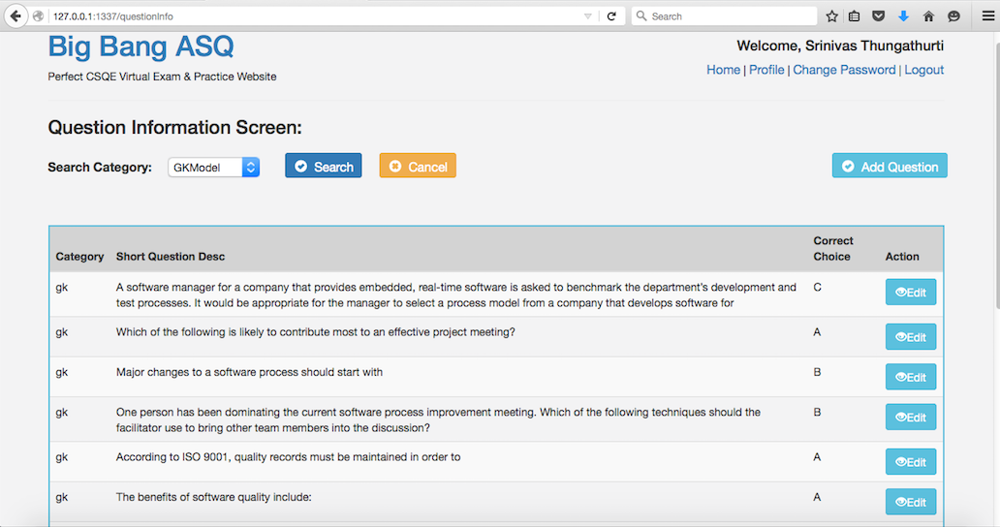 127.0.0.1:1337/questionInfo
Search
Big Bang ASQ
Welcome, Srinivas Thungathurti
Perfect CSQE Virtual Exam & Practice Website
Home | Profile | Change Password | Logout
Question Information Screen:
Search Category:
GKModel
Search
Cancel
Add Question
Category
Short Question Desc
Correct
Choice
Action
gk
A software manager for a company that provides embedded, real-time software is asked to benchmark the department's development and
test processes. It would be appropriate for the manager to select a process model from a company that develops software for
C
Edit
gk
Which of the following is likely to contribute most to an effective project meeting?
A
Edit
gk
Major changes to a software process should start with
B
Edit
gk
One person has been dominating the current software process improvement meeting. Which of the following techniques should the
facilitator use to bring other team members into the discussion?
B
Edit
gk
According to ISO 9001, quality records must be maintained in order to
A
Edit
gk
The benefits of software quality include:
A
Edit